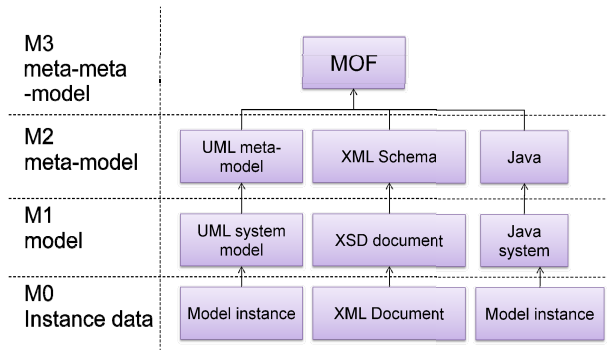 M3
meta-meta
-model
MOF
M2
meta-model
UML meta-
model
XML Schema
Java
M1
model
UML system
model
XSD document
Java
system
M0
Instance data
Model instance
XML Document
Model instance